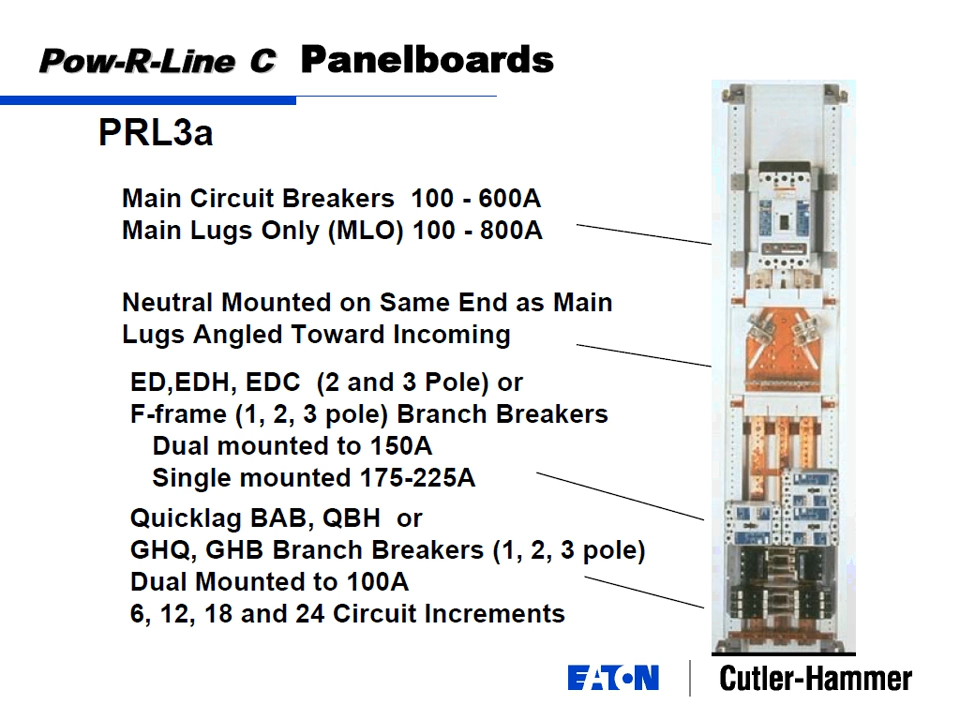 Pow-R-Line C Panelboards
PRL3a
Main Circuit Breakers 100 - 600A
Main Lugs Only (MLO) 100 - 800A
Neutral Mounted on Same End as Main
Lugs Angled Toward Incoming
ED,EDH, EDC (2 and 3 Pole) or
F-frame (1, 2, 3 pole) Branch Breakers
Dual mounted to 150A
Single mounted 175-225A
Quicklag BAB, QBH or
GHQ, GHB Branch Breakers (1, 2, 3 pole)
Dual Mounted to 100A
6, 12, 18 and 24 Circuit Increments
EATON Cutler-Hammer